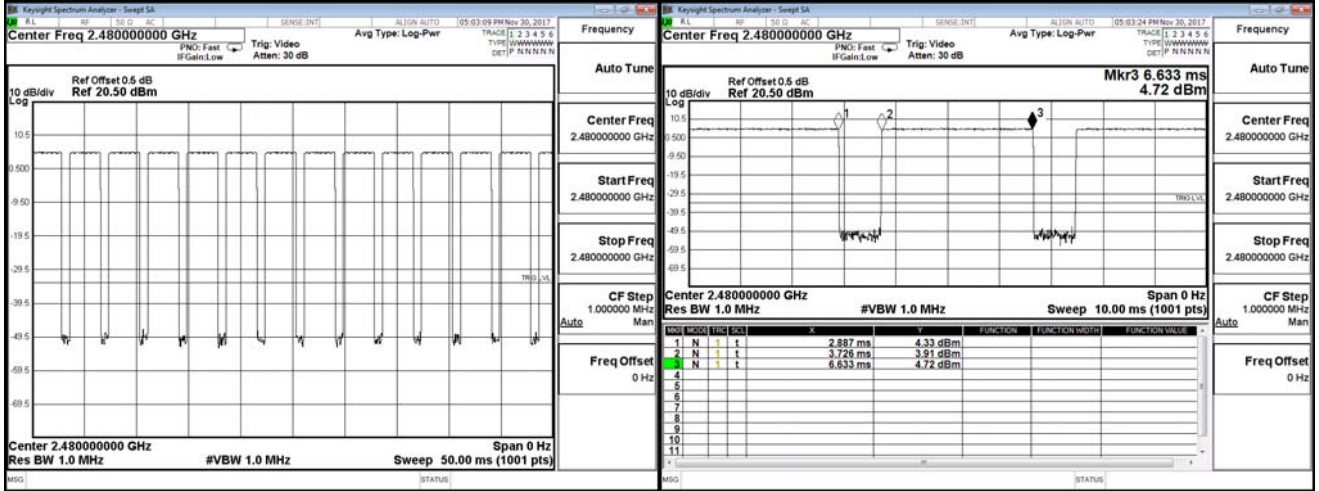 Keysight Spectrum Analyzer - Swept SA
RL RF 50 Ω AC SENSE:INT ALIGN AUTO 05:03:09 PM Nov 30, 2017
Center Freq 2.480000000 GHz
PNO: Fast
IFGain:Low
Trig: Video
Atten: 30 dB
Avg Type: Log-Pwr
TRACE 1 2 3 4 5 6
TYPE WWWWWW
DET P NNNNN
Ref Offset 0.5 dB
10 dB/div Ref 20.50 dBm
Log
10.5
0.500
-9.50
-19.5
-29.5
TRIG LVL
-39.5
-49.5
-59.5
-69.5
Center 2.480000000 GHz Span 0 Hz
Res BW 1.0 MHz #VBW 1.0 MHz Sweep 50.00 ms (1001 pts)
MSG STATUS
Frequency
Auto Tune
Center Freq
2.480000000 GHz
Start Freq
2.480000000 GHz
Stop Freq
2.480000000 GHz
CF Step
1.000000 MHz
Auto Man
Freq Offset
0 Hz
Keysight Spectrum Analyzer - Swept SA
RL RF 50 Ω AC SENSE:INT ALIGN AUTO 05:03:24 PM Nov 30, 2017
Center Freq 2.480000000 GHz
PNO: Fast
IFGain:Low
Trig: Video
Atten: 30 dB
Avg Type: Log-Pwr
TRACE 1 2 3 4 5 6
TYPE WWWWWW
DET P NNNNN
Mkr3 6.633 ms
4.72 dBm
Ref Offset 0.5 dB
10 dB/div Ref 20.50 dBm
Log
1 2 3
10.5
0.500
-9.50
-19.5
-29.5
TRIG LVL
-39.5
-49.5
-59.5
-69.5
Center 2.480000000 GHz Span 0 Hz
Res BW 1.0 MHz #VBW 1.0 MHz Sweep 10.00 ms (1001 pts)
MKR MODE TRC SCL X Y FUNCTION FUNCTION WIDTH FUNCTION VALUE
1 N 1 t 2.887 ms 4.33 dBm
2 N 1 t 3.726 ms 3.91 dBm
3 N 1 t 6.633 ms 4.72 dBm
4
5
6
7
8
9
10
11
MSG STATUS
Frequency
Auto Tune
Center Freq
2.480000000 GHz
Start Freq
2.480000000 GHz
Stop Freq
2.480000000 GHz
CF Step
1.000000 MHz
Auto Man
Freq Offset
0 Hz